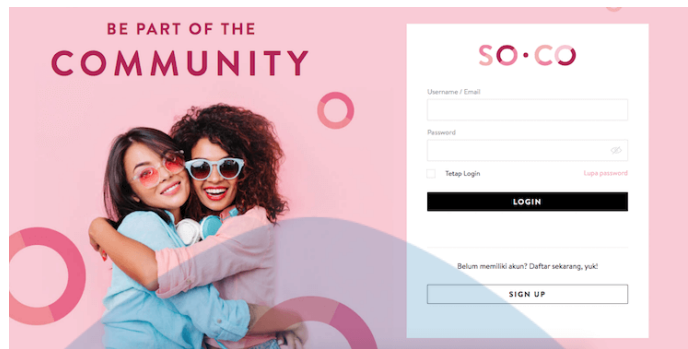 BE PART OF THE
COMMUNITY
SO·CO
Username / Email
Password
Tetap Login
Lupa password
LOGIN
Belum memiliki akun? Daftar sekarang, yuk!
SIGN UP